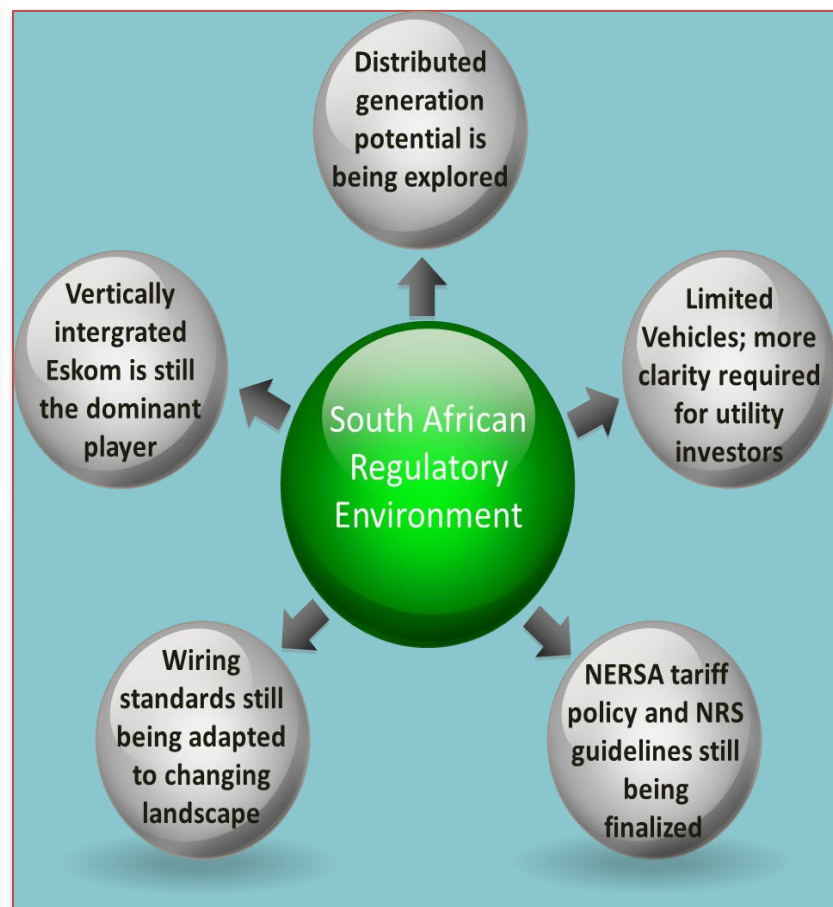 Distributed
generation
potential is
being explored
Vertically
intergrated
Eskom is still
the dominant
player
Limited
Vehicles; more
clarity required
for utility
investors
South African
Regulatory
Environment
Wiring
standards still
being adapted
to changing
landscape
NERSA tariff
policy and NRS
guidelines still
being
finalized